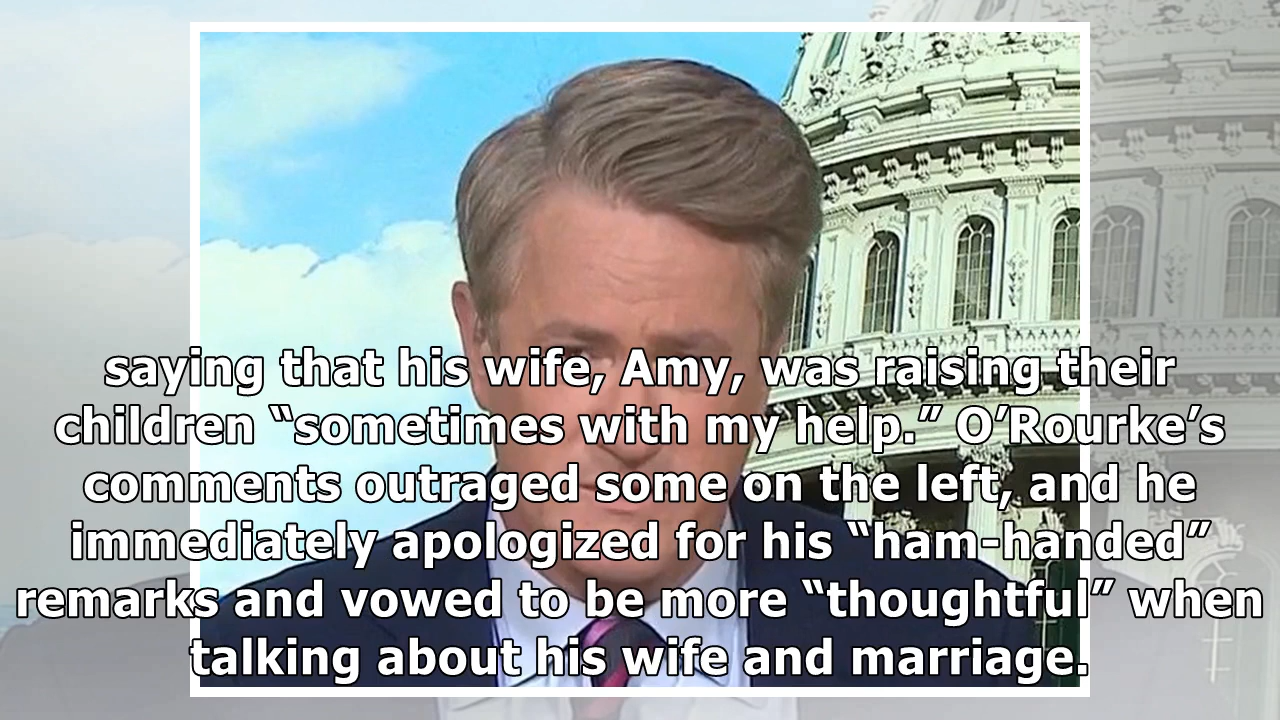 saying that his wife, Amy, was raising their
children “sometimes with my help.” O’Rourke’s
comments outraged some on the left, and he
immediately apologized for his “ham-handed”
remarks and vowed to be more “thoughtful” when
talking about his wife and marriage.